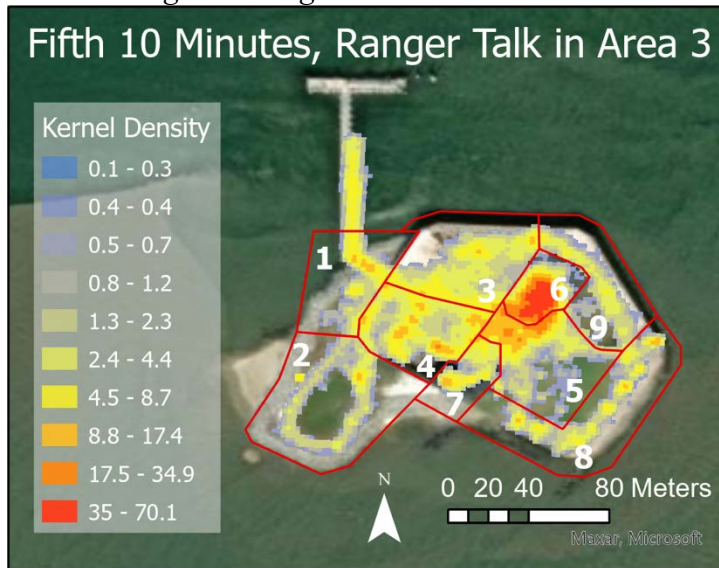 Fifth 10 Minutes, Ranger Talk in Area 3
Kernel Density
0.1 - 0.3
0.4 - 0.4
0.5 - 0.7
0.8 - 1.2
1.3 - 2.3
2.4 - 4.4
4.5 - 8.7
8.8 - 17.4
17.5 - 34.9
35 - 70.1
1
2
3
4
5
6
7
8
9
N
0 20 40 80 Meters
Maxar, Microsoft